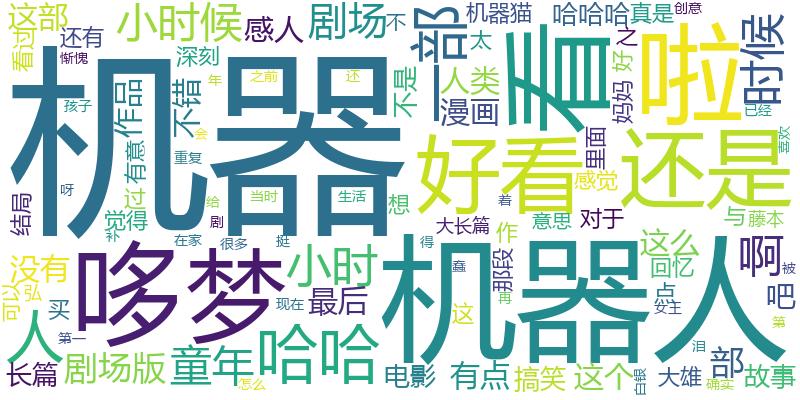 这部
小时候
剧场
一部
机器猫
哈哈哈
真是
创意
看过
还有
感人
不
太
之
惭愧
深刻
看
啦
时候
机器
之前
还
不是
人类
好
年
孩子
作品
不错
漫画
妈妈
已经
有意
会
好看
里面
还是
喜欢
重复
结局
过
感觉
呀
给
当时
生活
想
着
觉得
剧
大长篇
作
意思
对于
与
藤本
补
在家
很多
挺
得
这么
啊
没有
哆梦
小时
机器人
那段
回忆
被
可以
弘
买
现在
最后
蠢
这
再
点
女主
吧
第
人
第一
长篇
剧场版
童年
哈哈
泪
部
怎么
电影
有点
搞笑
这个
白银
大雄
确实
故事